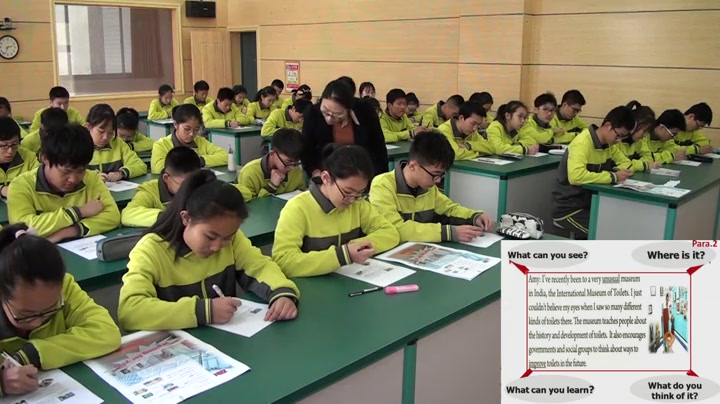 Para.2
What can you see?
Where is it?
Amy: I've recently been to a very unusual museum
in India, the International Museum of Toilets. I just
couldn't believe my eyes when I saw so many different
kinds of toilets there. The museum teaches people about
the history and development of toilets. It also encourages
governments and social groups to think about ways to
improve toilets in the future.
What can you learn?
What do you
think of it?